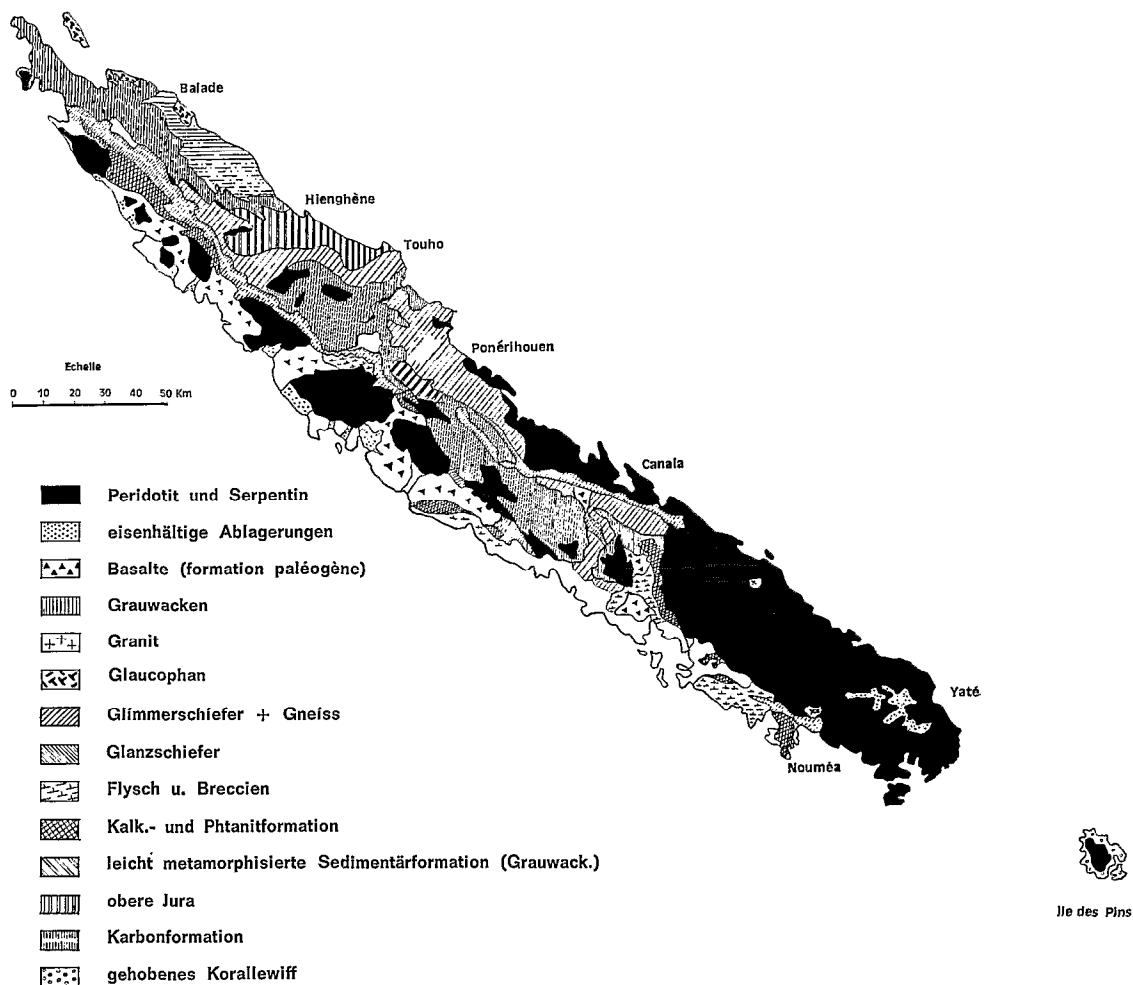 Balade
Hienghène
Touho
Ponérihouen
Echelle
0 10 20 30 40 50 Km
Canala
Peridotit und Serpentin
eisenhältige Ablagerungen
Basalte (formation paléogènc)
Grauwacken
Granit
Glaucophan
Glimmerschiefer + Gneiss
Glanzschiefer
Flysch u. Breccien
Kalk.- und Phtanitformation
leicht metamorphisierte Sedimentärformation (Grauwack.)
obere Jura
Karbonformation
gehobenes Korallewiff
Yaté
Nouméa
Ile des Pins